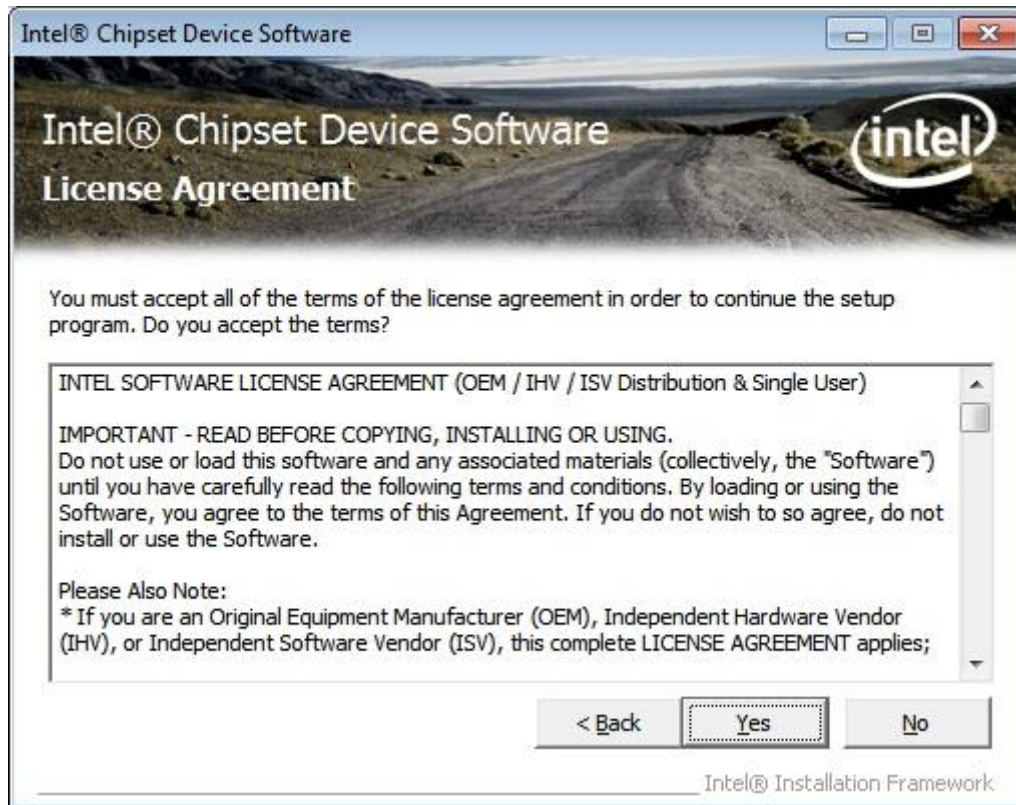 Intel® Chipset Device Software
Intel® Chipset Device Software
intel
License Agreement
You must accept all of the terms of the license agreement in order to continue the setup
program. Do you accept the terms?
INTEL SOFTWARE LICENSE AGREEMENT (OEM / IHV / ISV Distribution & Single User)
IMPORTANT - READ BEFORE COPYING, INSTALLING OR USING.
Do not use or load this software and any associated materials (collectively, the "Software")
until you have carefully read the following terms and conditions. By loading or using the
Software, you agree to the terms of this Agreement. If you do not wish to so agree, do not
install or use the Software.
Please Also Note:
* If you are an Original Equipment Manufacturer (OEM), Independent Hardware Vendor
(IHV), or Independent Software Vendor (ISV), this complete LICENSE AGREEMENT applies;
< Back Yes No
Intel® Installation Framework